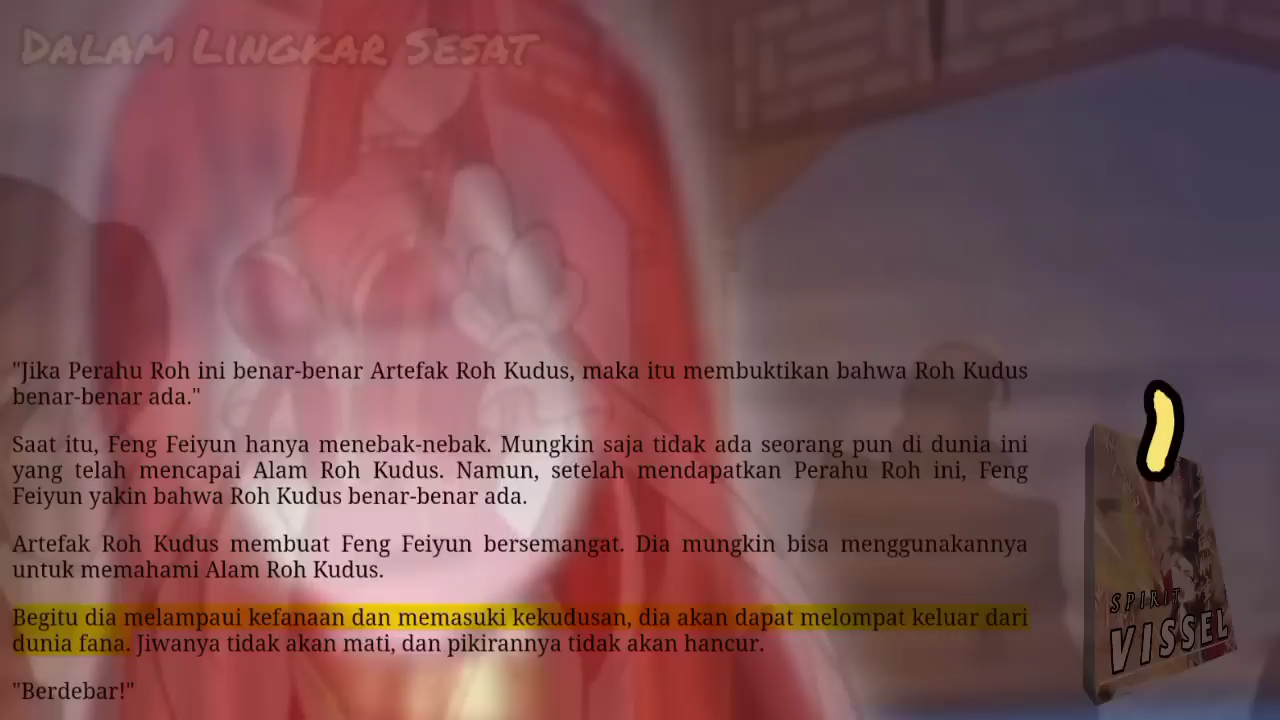 Dalam Lingkar Sesat
"Jika Perahu Roh ini benar-benar Artefak Roh Kudus, maka itu membuktikan bahwa Roh Kudus
benar-benar ada."
Saat itu, Feng Feiyun hanya menebak-nebak. Mungkin saja tidak ada seorang pun di dunia ini
yang telah mencapai Alam Roh Kudus. Namun, setelah mendapatkan Perahu Roh ini, Feng
Feiyun yakin bahwa Roh Kudus benar-benar ada.
Artefak Roh Kudus membuat Feng Feiyun bersemangat. Dia mungkin bisa menggunakannya
untuk memahami Alam Roh Kudus.
Begitu dia melampaui kefanaan dan memasuki kekudusan, dia akan dapat melompat keluar dari
dunia fana. Jiwanya tidak akan mati, dan pikirannya tidak akan hancur.
"Berdebar!"
SPIRIT
VISSEL